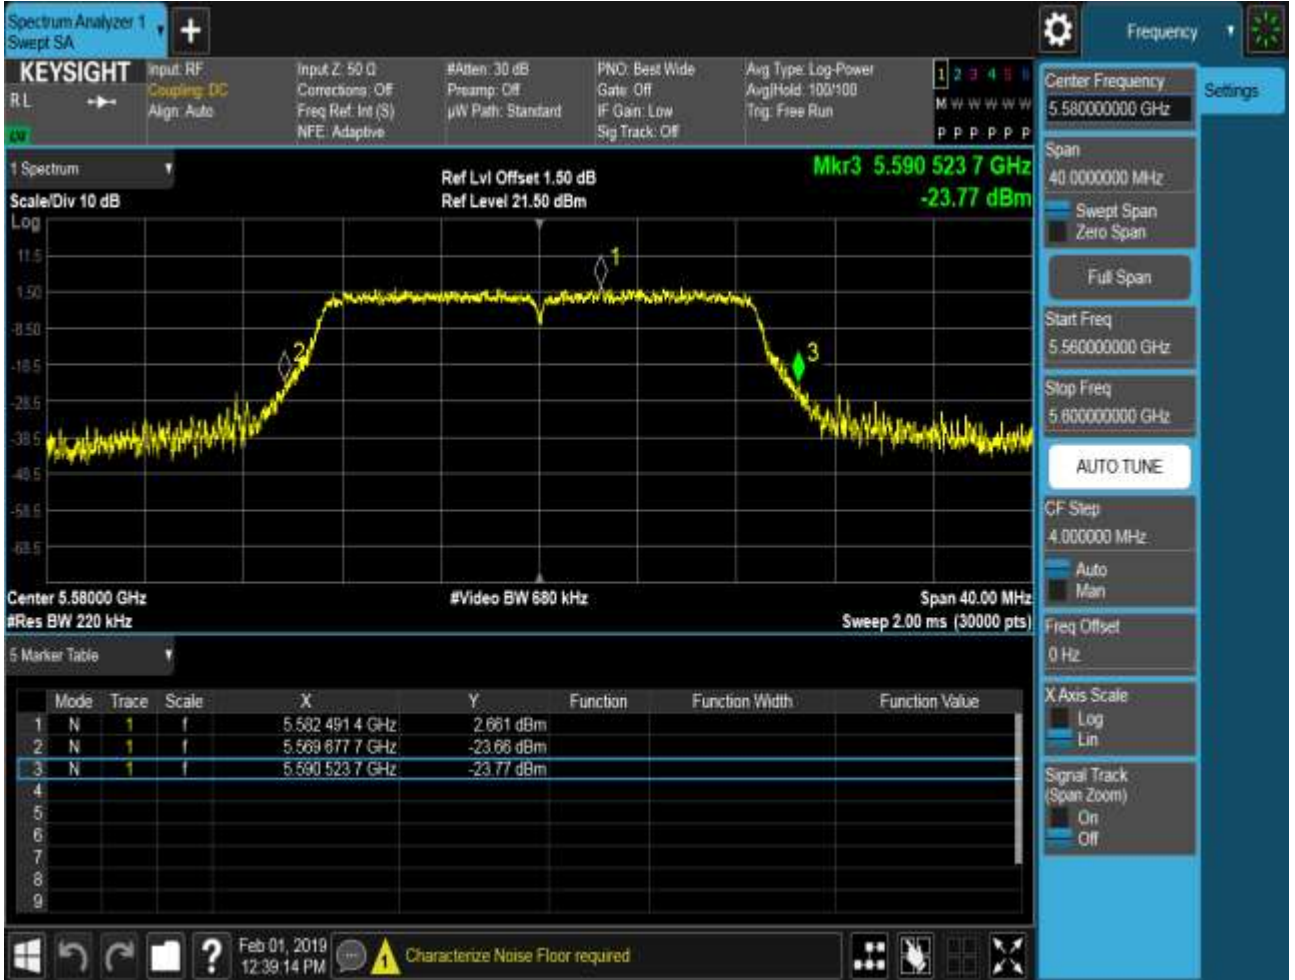 Spectrum Analyzer 1
Swept SA
+
Frequency
KEYSIGHT
RL
Input: RF
Coupling: DC
Align: Auto
Input Z: 50 Ω
Corrections: Off
Freq Ref: Int (S)
NFE: Adaptive
#Atten: 30 dB
Preamp: Off
µW Path: Standard
PNO: Best Wide
Gate: Off
IF Gain: Low
Sig Track: Off
Avg Type: Log-Power
Avg|Hold: 100/100
Trig: Free Run
1 2 3 4 5 6
M W W W W W
P P P P P P
1 Spectrum
Scale/Div 10 dB
Log
Ref Lvl Offset 1.50 dB
Ref Level 21.50 dBm
Mkr3 5.590 523 7 GHz
-23.77 dBm
11.5
1.50
-8.50
-18.5
-28.5
-38.5
-48.5
-58.5
-68.5
1
2
3
Center 5.58000 GHz
#Res BW 220 kHz
#Video BW 680 kHz
Span 40.00 MHz
Sweep 2.00 ms (30000 pts)
5 Marker Table
Mode Trace Scale X Y Function Function Width Function Value
1 N 1 f 5.582 491 4 GHz 2.661 dBm
2 N 1 f 5.569 677 7 GHz -23.66 dBm
3 N 1 f 5.590 523 7 GHz -23.77 dBm
4
5
6
7
8
9
Feb 01, 2019
12:39:14 PM
?
1
Characterize Noise Floor required
Settings
Center Frequency
5.580000000 GHz
Span
40.0000000 MHz
Swept Span
Zero Span
Full Span
Start Freq
5.560000000 GHz
Stop Freq
5.600000000 GHz
AUTO TUNE
CF Step
4.000000 MHz
Auto
Man
Freq Offset
0 Hz
X Axis Scale
Log
Lin
Signal Track
(Span Zoom)
On
Off